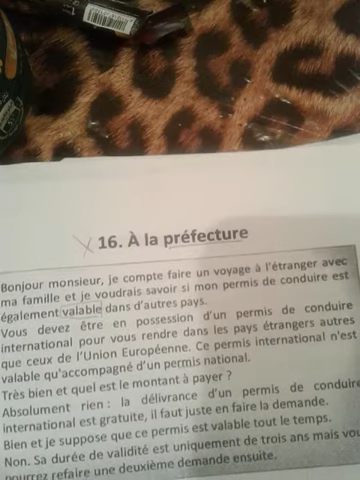 16. À la préfecture
Bonjour monsieur, je compte faire un voyage à l'étranger avec
ma famille et je voudrais savoir si mon permis de conduire est
également valable dans d'autres pays.
Vous devez être en possession d'un permis de conduire
international pour vous rendre dans les pays étrangers autres
que ceux de l'Union Européenne. Ce permis international n'est
valable qu'accompagné d'un permis national.
Très bien et quel est le montant à payer ?
Absolument rien : la délivrance d'un permis de conduire
international est gratuite, il faut juste en faire la demande.
Bien et je suppose que ce permis est valable tout le temps.
Non. Sa durée de validité est uniquement de trois ans mais vou
pourrez refaire une deuxième demande ensuite.